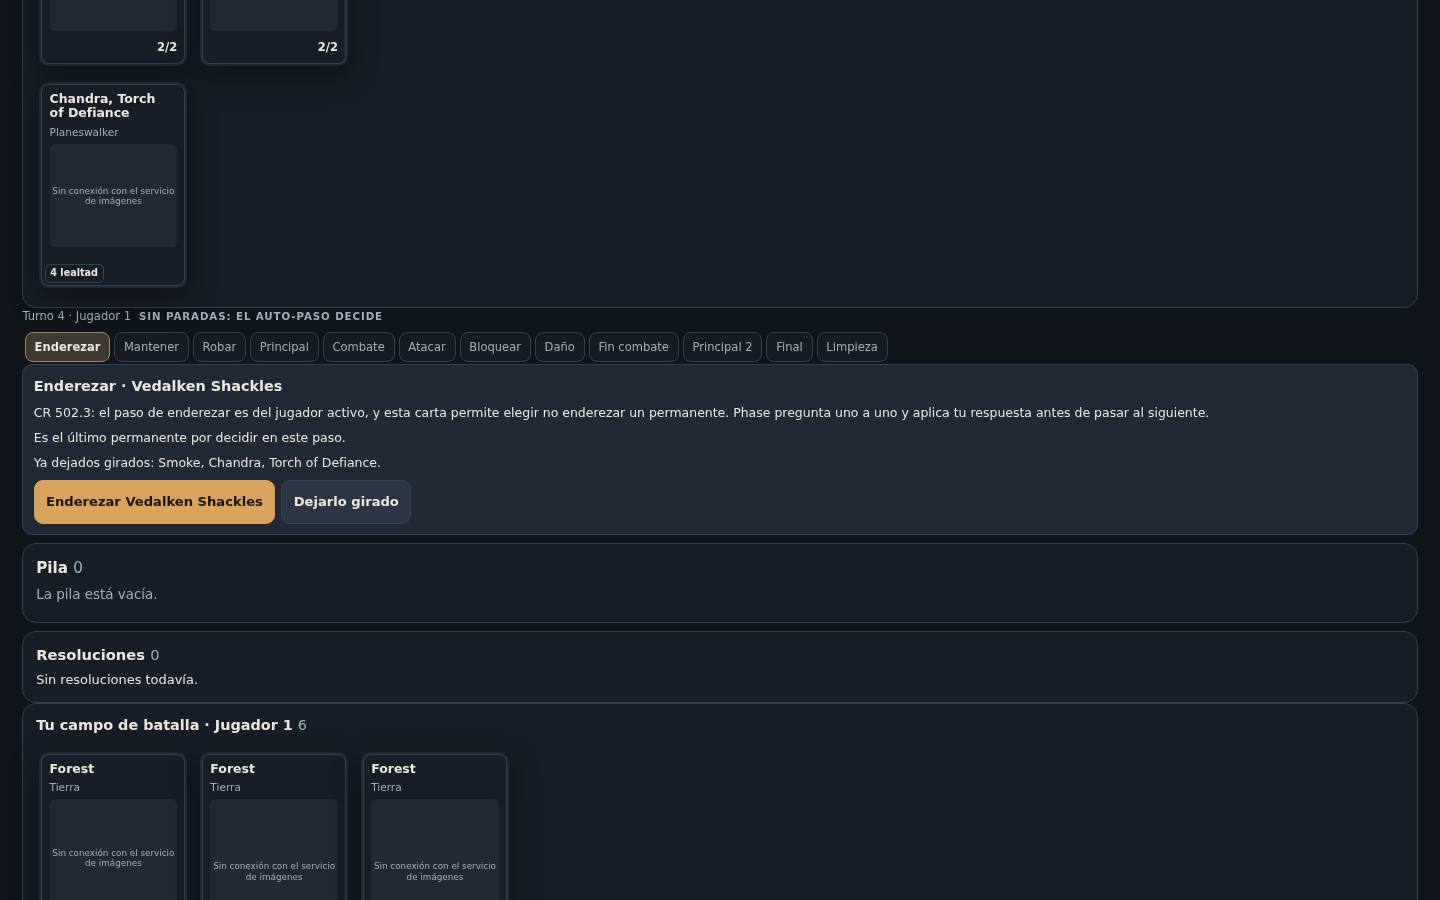 2/2
2/2
Chandra, Torch
of Defiance
Planeswalker
Sin conexión con el servicio
de imágenes
4 lealtad
Turno 4 · Jugador 1 SIN PARADAS: EL AUTO-PASO DECIDE
Enderezar Mantener Robar Principal Combate Atacar Bloquear Daño Fin combate Principal 2 Final Limpieza
Enderezar · Vedalken Shackles
CR 502.3: el paso de enderezar es del jugador activo, y esta carta permite elegir no enderezar un permanente. Phase pregunta uno a uno y aplica tu respuesta antes de pasar al siguiente.
Es el último permanente por decidir en este paso.
Ya dejados girados: Smoke, Chandra, Torch of Defiance.
Enderezar Vedalken Shackles Dejarlo girado
Pila 0
La pila está vacía.
Resoluciones 0
Sin resoluciones todavía.
Tu campo de batalla · Jugador 1 6
Forest
Tierra
Sin conexión con el servicio
de imágenes
Forest
Tierra
Sin conexión con el servicio
de imágenes
Forest
Tierra
Sin conexión con el servicio
de imágenes